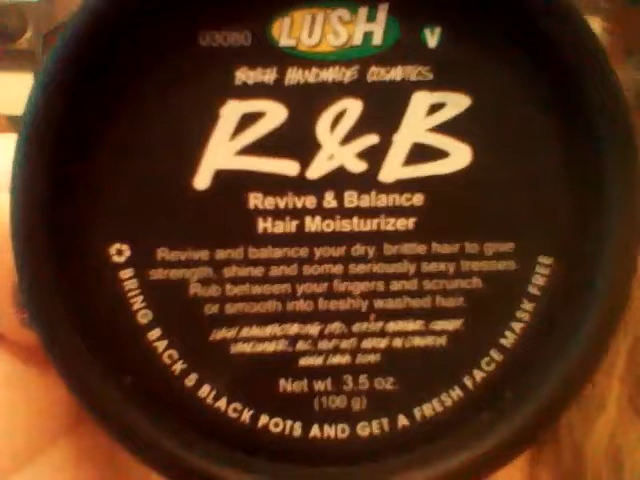 03080 LUSH V
FRESH HANDMADE COSMETICS
R&B
Revive & Balance
Hair Moisturizer
Revive and balance your dry, brittle hair to give
strength, shine and some seriously sexy tresses.
Rub between your fingers and scrunch
or smooth into freshly washed hair.
Net wt. 3.5 oz.
(100 g)
BRING BACK 5 BLACK POTS AND GET A FRESH FACE MASK FREE